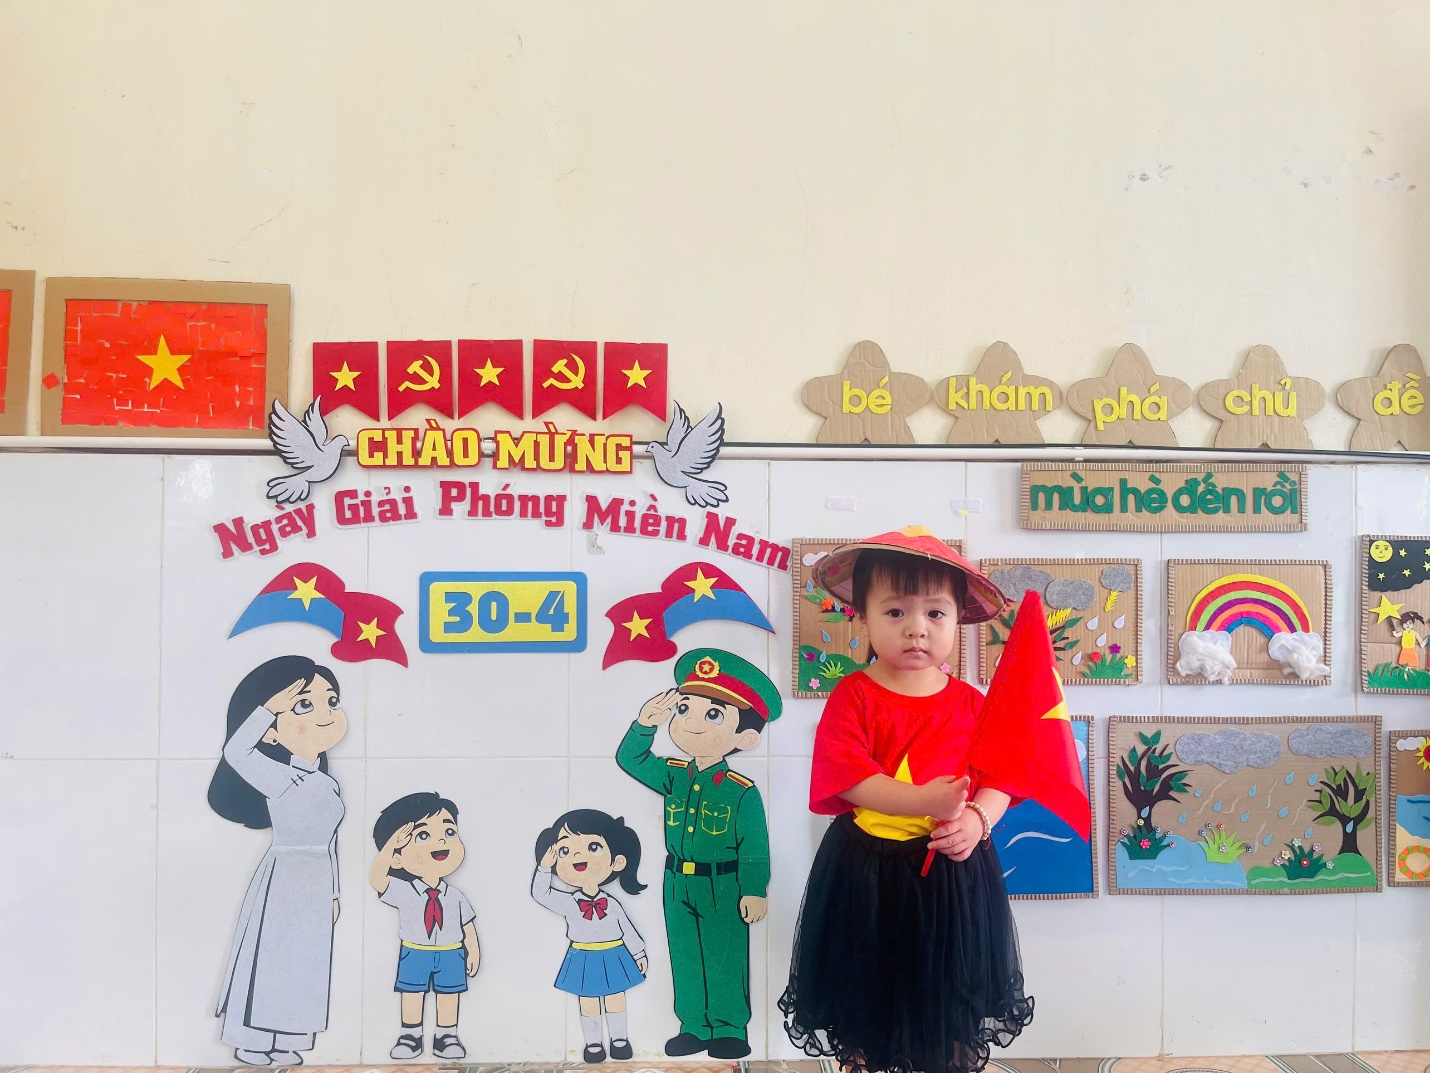 CHÀO MỪNG
Ngày Giải Phóng Miền Nam
30-4
bé khám phá chủ đề
mùa hè đến rồi